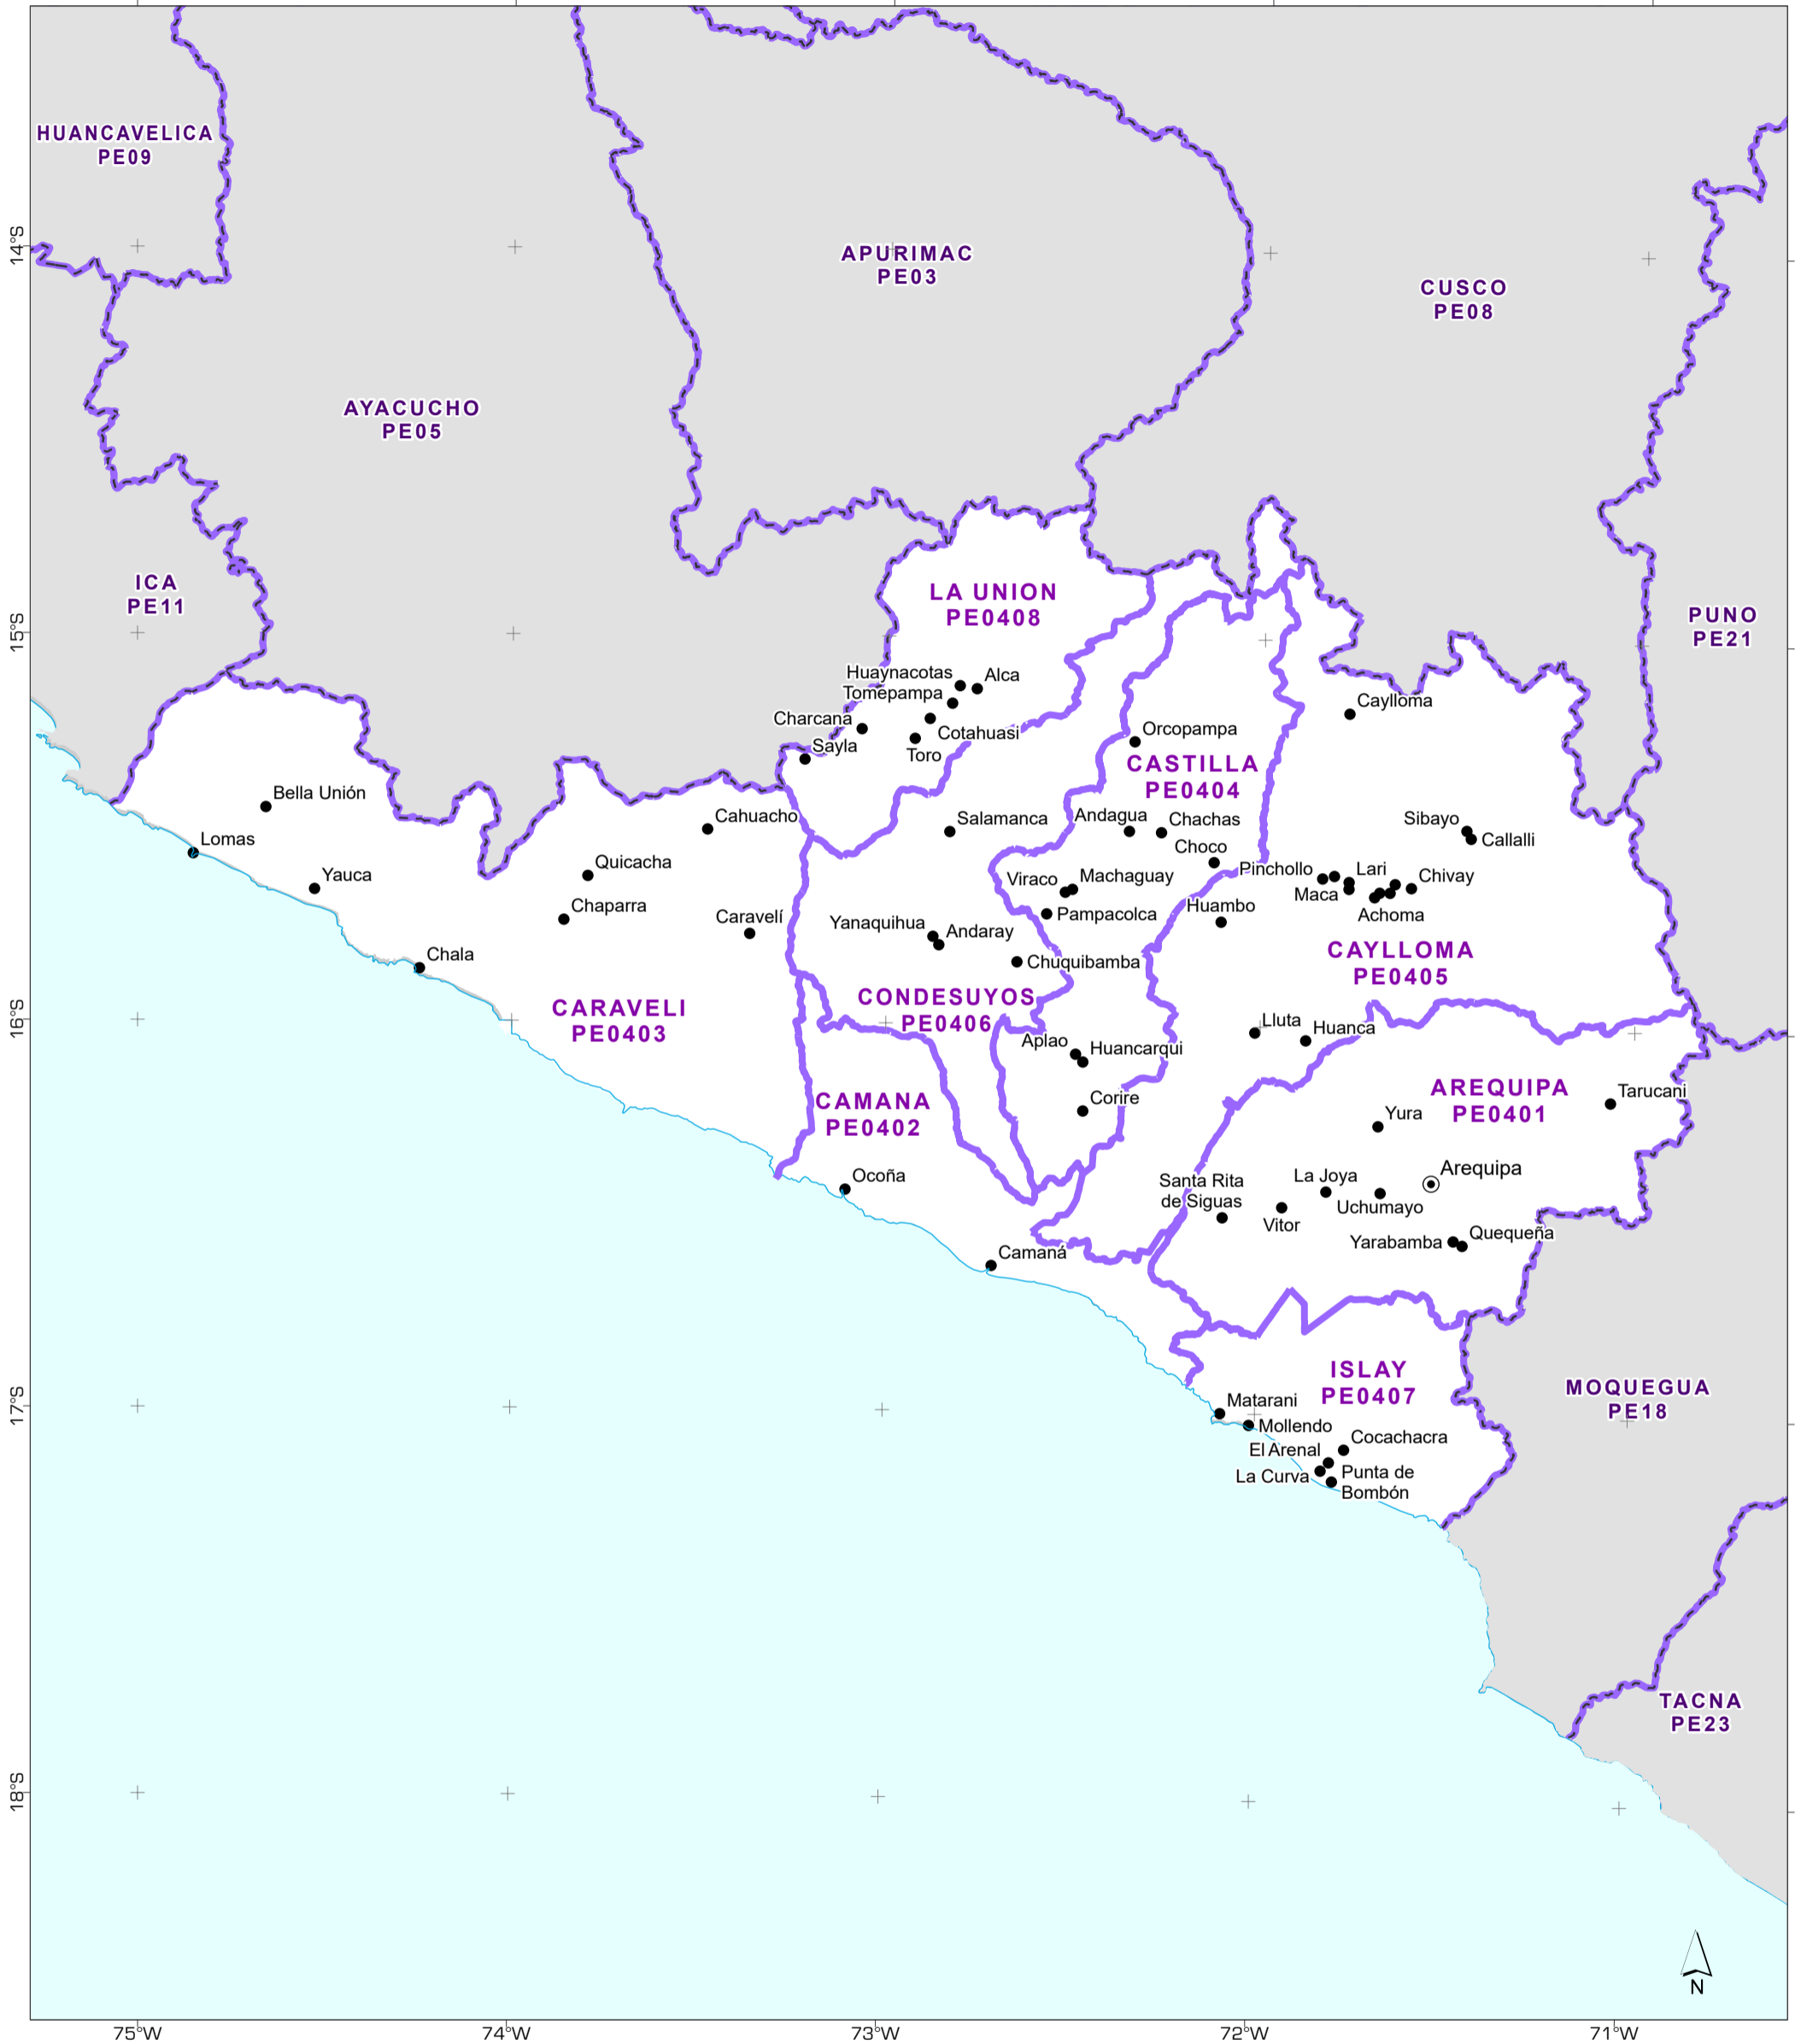 HUANCAVELICA
PE09
14°S
APURIMAC
PE03
CUSCO
PE08
AYACUCHO
PE05
ICA
PE11
15°S
LA UNION
PE0408
PUNO
PE21
Huaynacotas
Alca
Tomepampa
Charcana
Cotahuasi
Sayla
Toro
Caylloma
Orcopampa
CASTILLA
PE0404
Bella Unión
Lomas
Cahuacho
Salamanca
Andagua
Chachas
Sibayo
Callalli
Choco
Yauca
Quicacha
Viraco
Machaguay
Pinchollo
Lari
Chivay
Maca
Achoma
Chaparra
Caravelí
Pampacolca
Huambo
Yanaquihua
Andaray
Chala
Chuquibamba
CAYLLOMA
PE0405
CARAVELI
PE0403
CONDESUYOS
PE0406
16°S
Lluta
Huanca
Aplao
Huancarqui
Corire
CAMANA
PE0402
AREQUIPA
PE0401
Tarucani
Yura
Ocoña
Santa Rita
de Siguas
La Joya
Arequipa
Uchumayo
Vitor
Yarabamba
Quequeña
Camaná
ISLAY
PE0407
MOQUEGUA
PE18
17°S
Matarani
Mollendo
Cocachacra
El Arenal
La Curva
Punta de
Bombón
TACNA
PE23
18°S
N
75°W
74°W
73°W
72°W
71°W